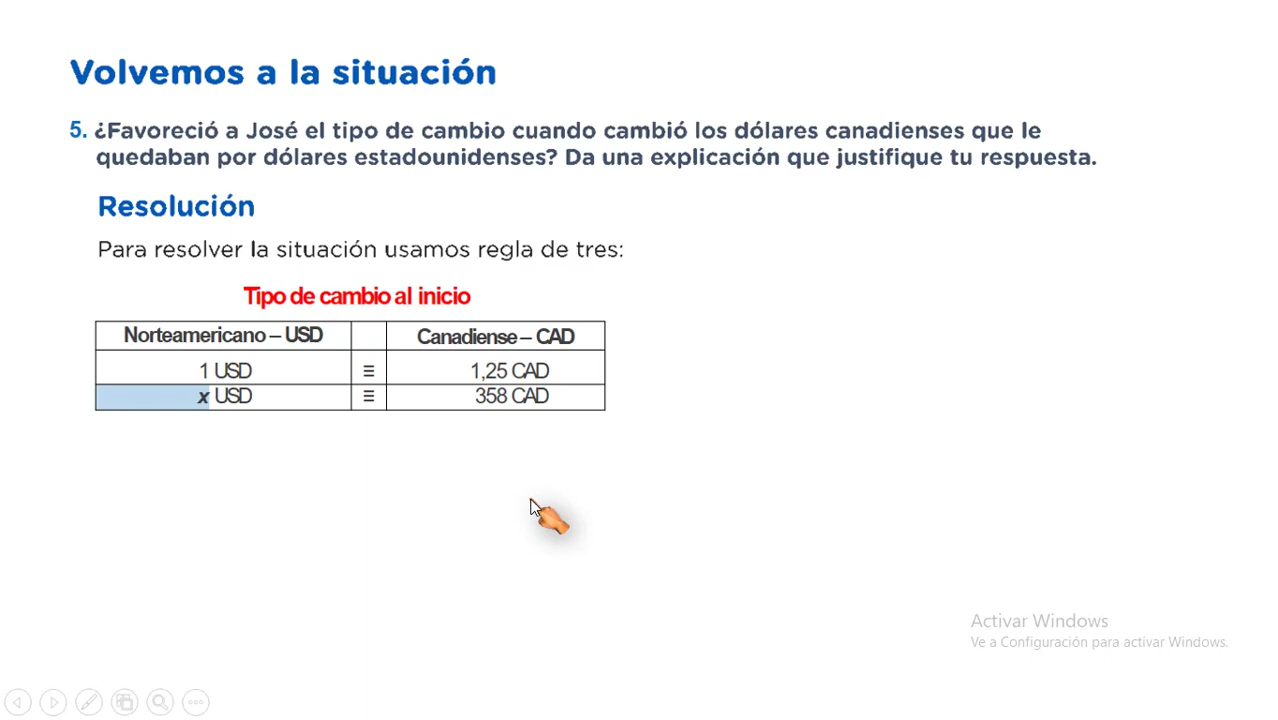 Volvemos a la situación
5. ¿Favoreció a José el tipo de cambio cuando cambió los dólares canadienses que le
quedaban por dólares estadounidenses? Da una explicación que justifique tu respuesta.
Resolución
Para resolver la situación usamos regla de tres:
Tipo de cambio al inicio
Norteamericano – USD Canadiense – CAD
1 USD ≡ 1,25 CAD
x USD ≡ 358 CAD
Activar Windows
Ve a Configuración para activar Windows.